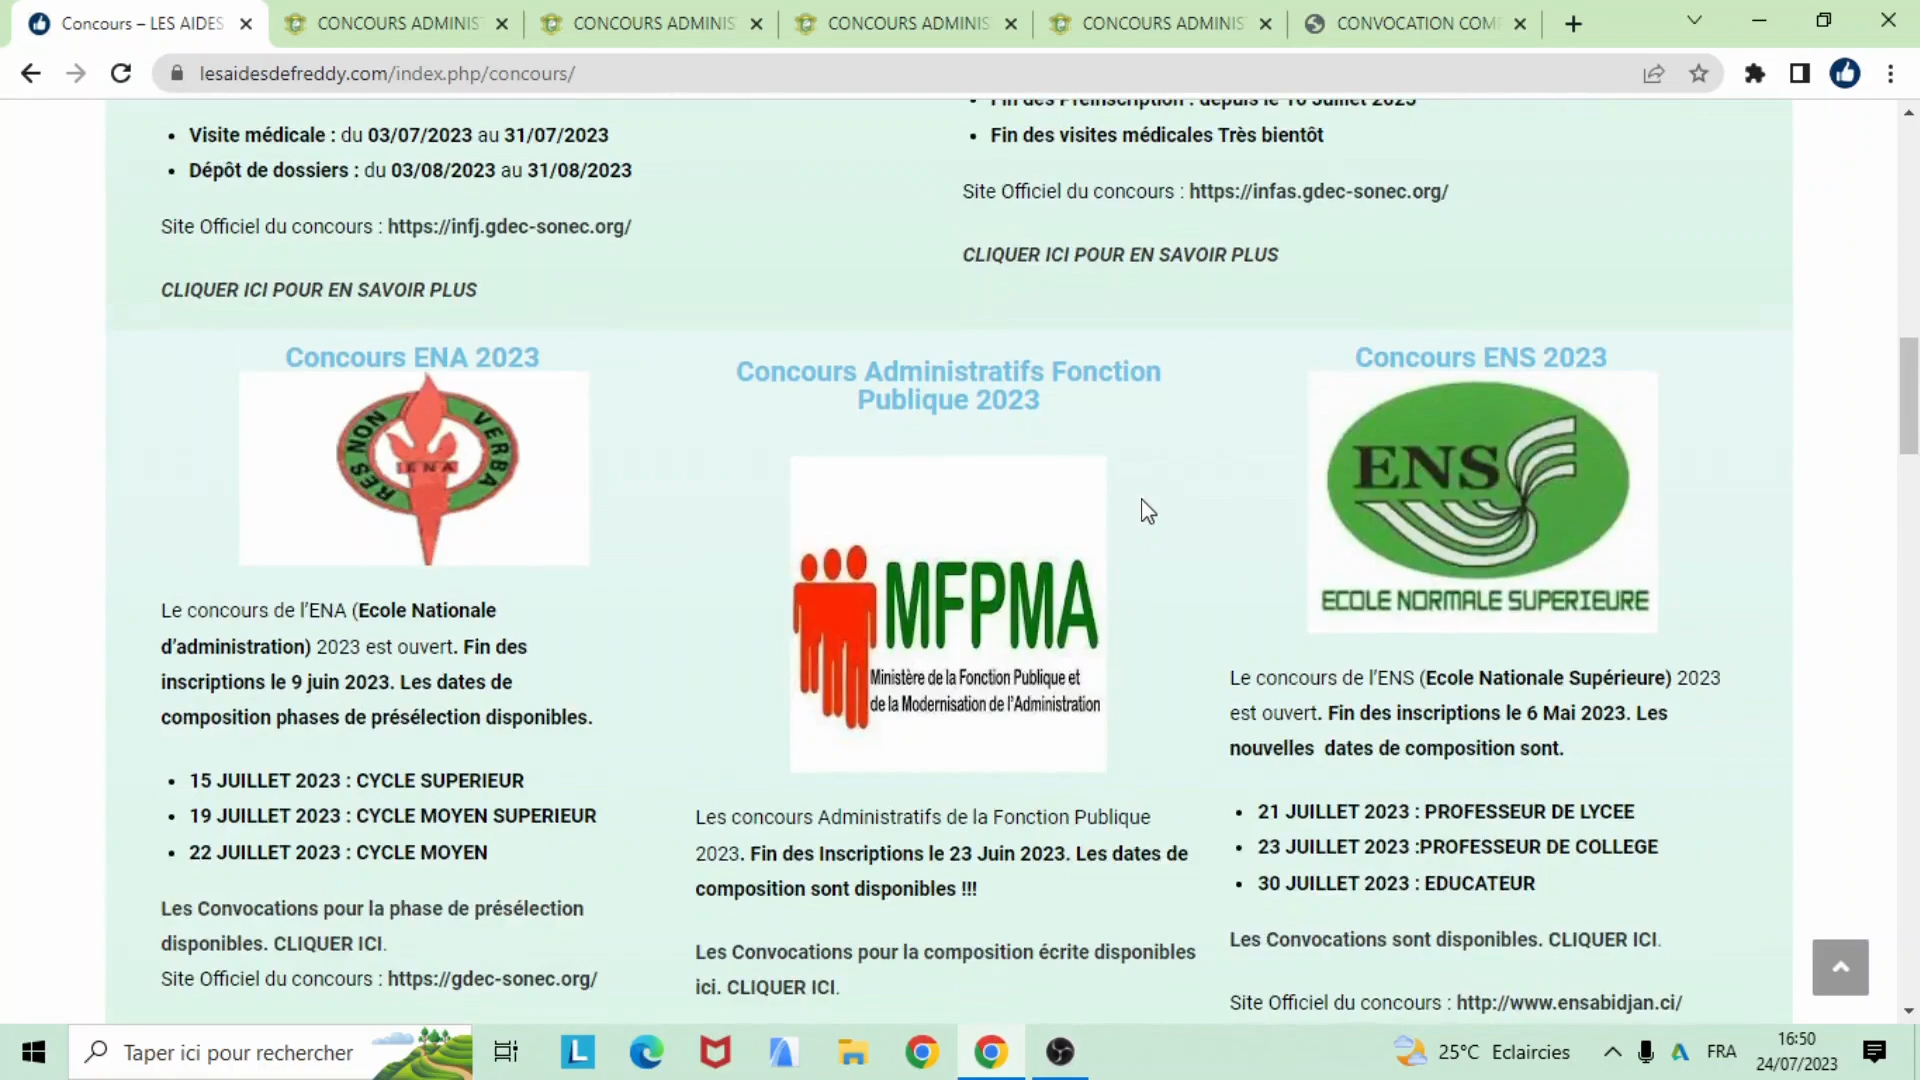 Concours – LES AIDES
CONCOURS ADMINIS
CONCOURS ADMINIS
CONCOURS ADMINIS
CONCOURS ADMINIS
CONVOCATION COM
lesaidesdefreddy.com/index.php/concours/
Visite médicale : du 03/07/2023 au 31/07/2023
Dépôt de dossiers : du 03/08/2023 au 31/08/2023
Site Officiel du concours : https://infj.gdec-sonec.org/
CLIQUER ICI POUR EN SAVOIR PLUS
Fin des Préinscription : depuis le 16 Juillet 2023
Fin des visites médicales Très bientôt
Site Officiel du concours : https://infas.gdec-sonec.org/
CLIQUER ICI POUR EN SAVOIR PLUS
Concours ENA 2023
RES NON VERBA
ENA
Le concours de l’ENA (Ecole Nationale
d’administration) 2023 est ouvert. Fin des
inscriptions le 9 juin 2023. Les dates de
composition phases de présélection disponibles.
15 JUILLET 2023 : CYCLE SUPERIEUR
19 JUILLET 2023 : CYCLE MOYEN SUPERIEUR
22 JUILLET 2023 : CYCLE MOYEN
Les Convocations pour la phase de présélection
disponibles. CLIQUER ICI.
Site Officiel du concours : https://gdec-sonec.org/
Concours Administratifs Fonction
Publique 2023
MFPMA
Ministère de la Fonction Publique et
de la Modernisation de l'Administration
Les concours Administratifs de la Fonction Publique
2023. Fin des Inscriptions le 23 Juin 2023. Les dates de
composition sont disponibles !!!
Les Convocations pour la composition écrite disponibles
ici. CLIQUER ICI.
Concours ENS 2023
ENS
ECOLE NORMALE SUPERIEURE
Le concours de l’ENS (Ecole Nationale Supérieure) 2023
est ouvert. Fin des inscriptions le 6 Mai 2023. Les
nouvelles dates de composition sont.
21 JUILLET 2023 : PROFESSEUR DE LYCEE
23 JUILLET 2023 :PROFESSEUR DE COLLEGE
30 JUILLET 2023 : EDUCATEUR
Les Convocations sont disponibles. CLIQUER ICI.
Site Officiel du concours : http://www.ensabidjan.ci/
Taper ici pour rechercher
L
25°C Eclaircies
FRA
16:50
24/07/2023